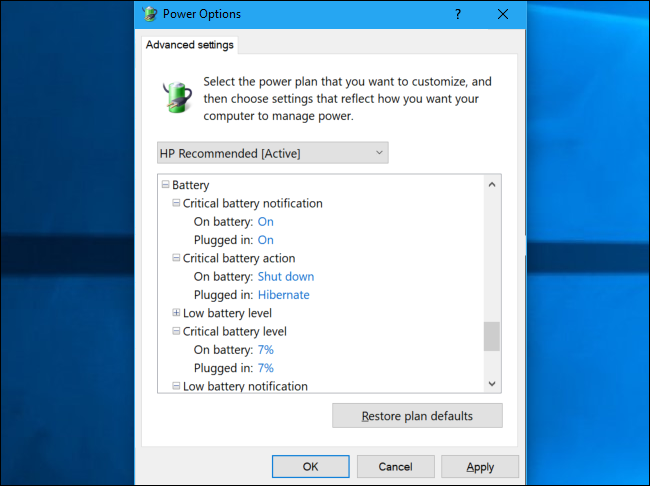 Power Options
?
Advanced settings
Select the power plan that you want to customize, and
then choose settings that reflect how you want your
computer to manage power.
HP Recommended [Active]
Battery
Critical battery notification
On battery: On
Plugged in: On
Critical battery action
On battery: Shut down
Plugged in: Hibernate
Low battery level
Critical battery level
On battery: 7%
Plugged in: 7%
Low battery notification
Restore plan defaults
OK
Cancel
Apply